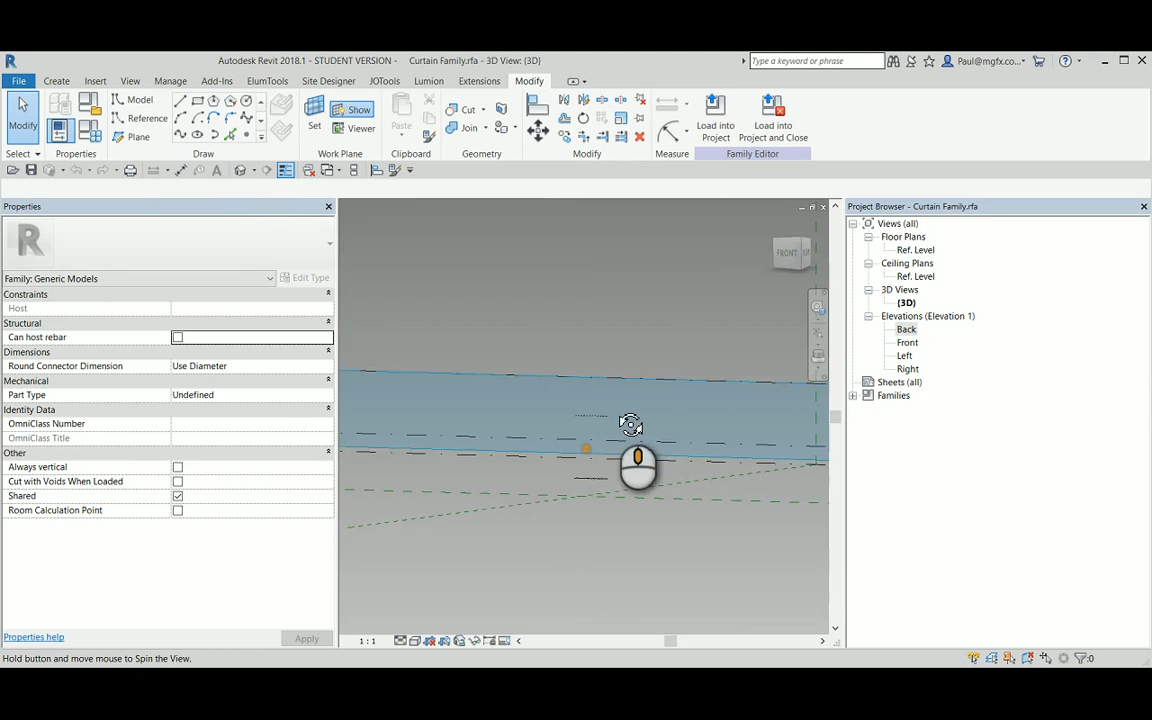 Autodesk Revit 2018.1 - STUDENT VERSION - Curtain Family.rfa - 3D View: {3D}
Type a keyword or phrase
Paul@mgfx.co...
File Create Insert Annotate View Manage Add-Ins ElumTools Site Designer JOTools Lumion Extensions Modify
Modify
Model
Reference
Plane
Set
Show
Viewer
Paste
Cut
Join
Load into
Project
Load into
Project and Close
Select
Properties
Draw
Work Plane
Clipboard
Geometry
Modify
Measure
Family Editor
Properties
R
Family: Generic Models
Edit Type
Constraints
Host
Structural
Can host rebar
Dimensions
Round Connector Dimension Use Diameter
Mechanical
Part Type Undefined
Identity Data
OmniClass Number
OmniClass Title
Other
Always vertical
Cut with Voids When Loaded
Shared
Room Calculation Point
Properties help
Apply
FRONT
1:1
Project Browser - Curtain Family.rfa
Views (all)
Floor Plans
Ref. Level
Ceiling Plans
Ref. Level
3D Views
{3D}
Elevations (Elevation 1)
Back
Front
Left
Right
Sheets (all)
Families
Hold button and move mouse to Spin the View.
:0